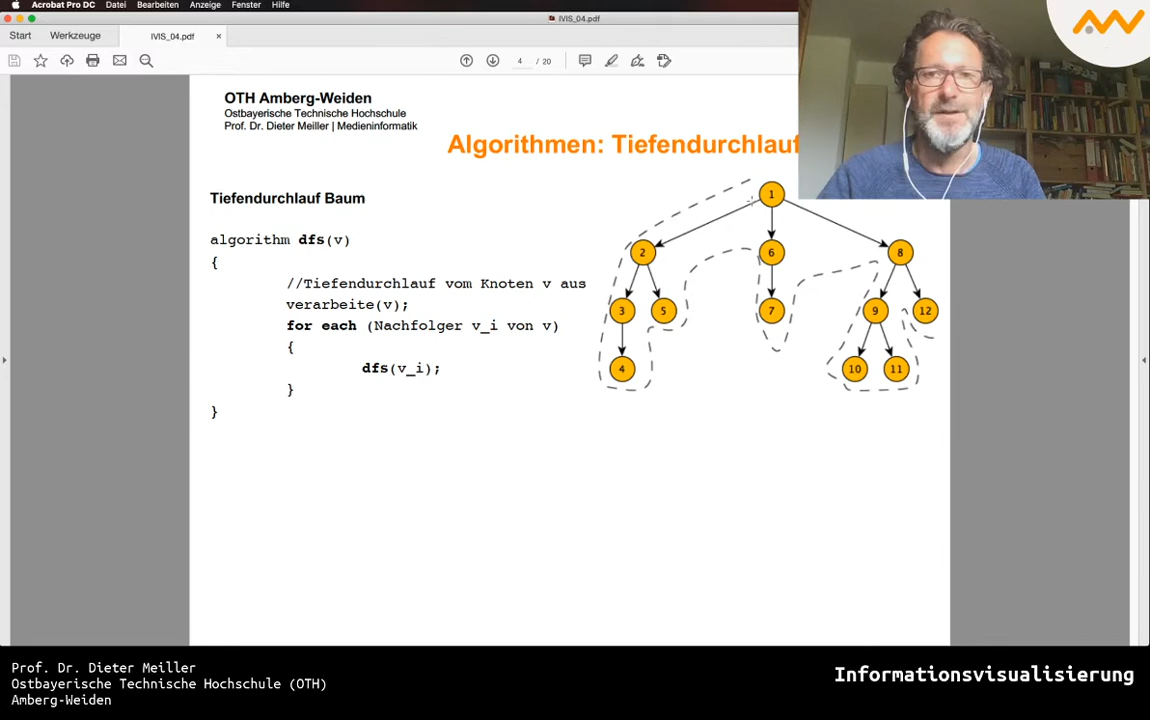 Acrobat Pro DC Datei Bearbeiten Anzeige Fenster Hilfe
IVIS_04.pdf
Start Werkzeuge IVIS_04.pdf ×
4 / 20
OTH Amberg-Weiden
Ostbayerische Technische Hochschule
Prof. Dr. Dieter Meiller | Medieninformatik
Algorithmen: Tiefendurchlauf
Tiefendurchlauf Baum
algorithm dfs(v)
{
//Tiefendurchlauf vom Knoten v aus
verarbeite(v);
for each (Nachfolger v_i von v)
{
dfs(v_i);
}
}
1
2 6 8
3 5 7 9 12
4 10 11
Prof. Dr. Dieter Meiller
Ostbayerische Technische Hochschule (OTH)
Amberg-Weiden
Informationsvisualisierung